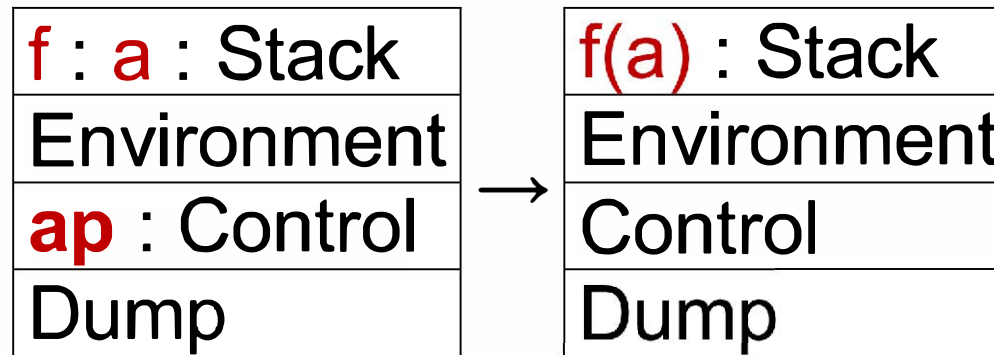 f : a : Stack
Environment
ap : Control
Dump
→
f(a) : Stack
Environment
Control
Dump